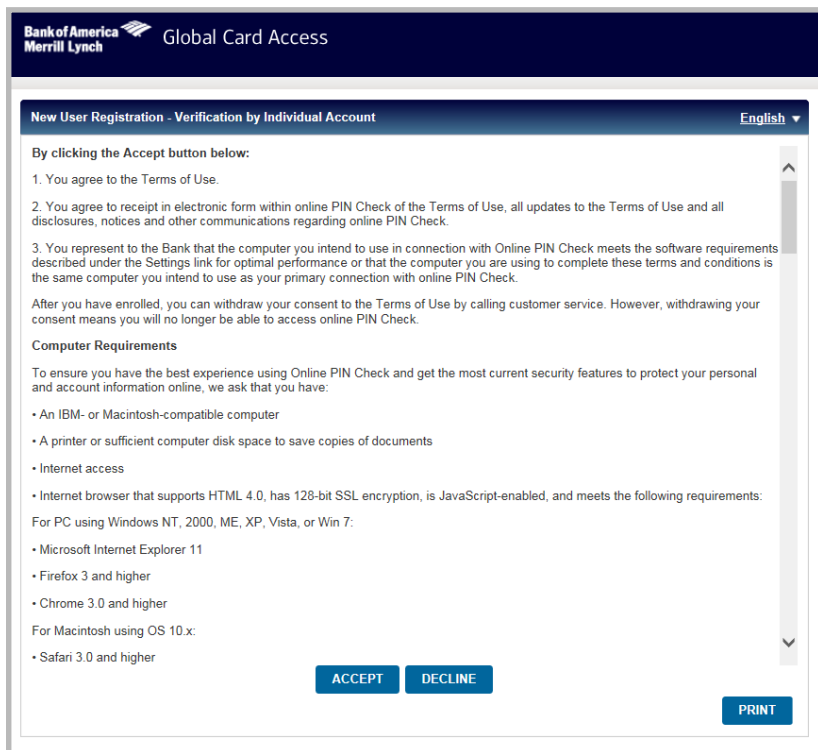 Bank of America
Merrill Lynch
Global Card Access
New User Registration - Verification by Individual Account
English
By clicking the Accept button below:
1. You agree to the Terms of Use.
2. You agree to receipt in electronic form within online PIN Check of the Terms of Use, all updates to the Terms of Use and all
disclosures, notices and other communications regarding online PIN Check.
3. You represent to the Bank that the computer you intend to use in connection with Online PIN Check meets the software requirements
described under the Settings link for optimal performance or that the computer you are using to complete these terms and conditions is
the same computer you intend to use as your primary connection with online PIN Check.
After you have enrolled, you can withdraw your consent to the Terms of Use by calling customer service. However, withdrawing your
consent means you will no longer be able to access online PIN Check.
Computer Requirements
To ensure you have the best experience using Online PIN Check and get the most current security features to protect your personal
and account information online, we ask that you have:
• An IBM- or Macintosh-compatible computer
• A printer or sufficient computer disk space to save copies of documents
• Internet access
• Internet browser that supports HTML 4.0, has 128-bit SSL encryption, is JavaScript-enabled, and meets the following requirements:
For PC using Windows NT, 2000, ME, XP, Vista, or Win 7:
• Microsoft Internet Explorer 11
• Firefox 3 and higher
• Chrome 3.0 and higher
For Macintosh using OS 10.x:
• Safari 3.0 and higher
ACCEPT
DECLINE
PRINT